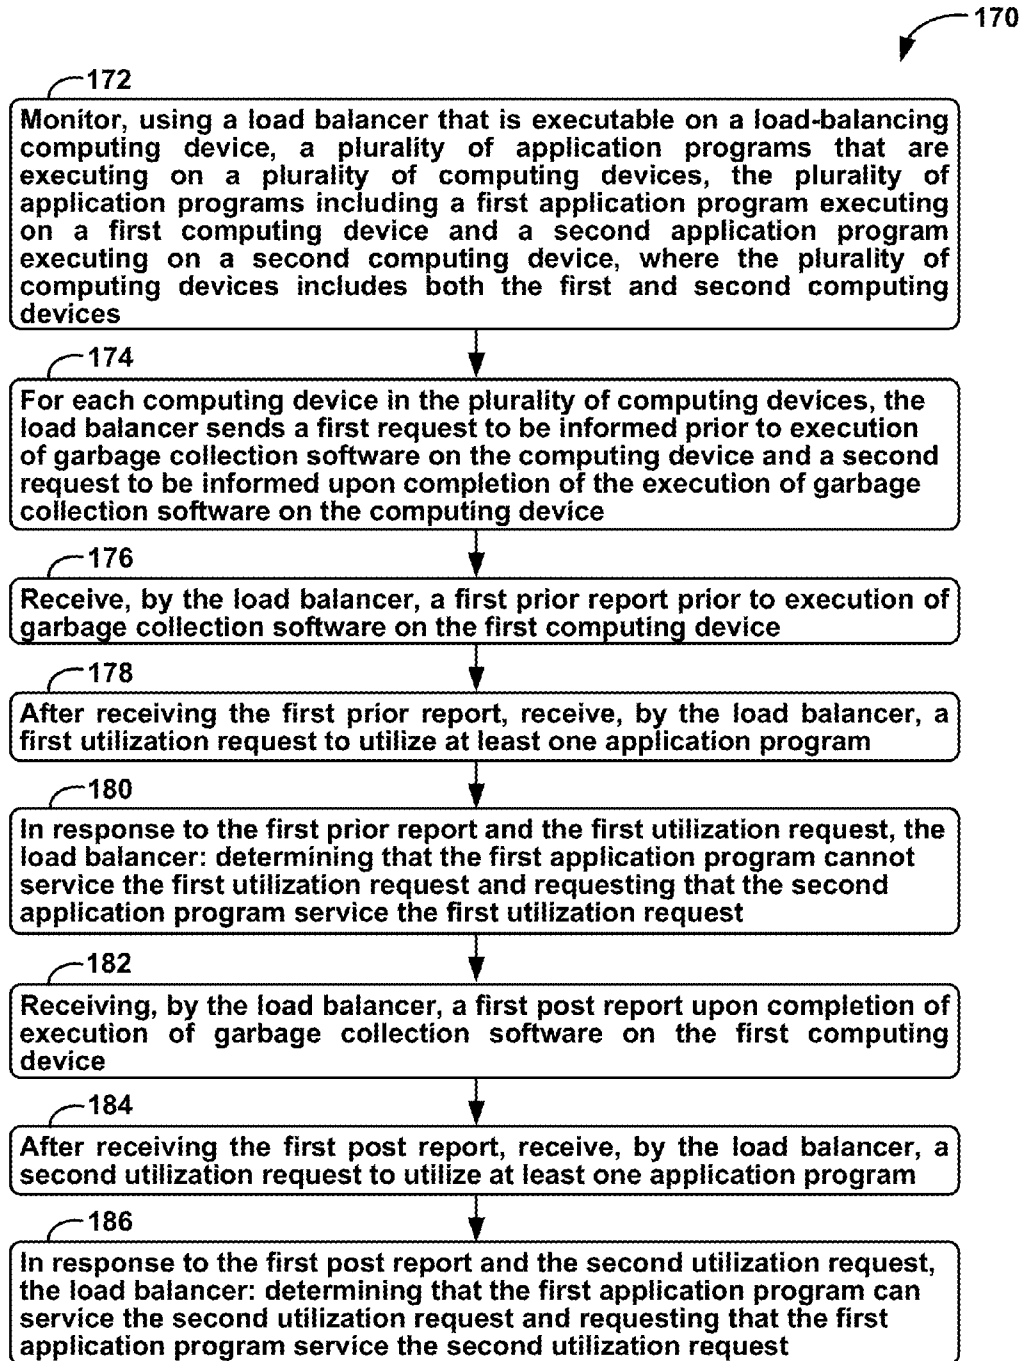 170
172
Monitor, using a load balancer that is executable on a load-balancing
computing device, a plurality of application programs that are
executing on a plurality of computing devices, the plurality of
application programs including a first application program executing
on a first computing device and a second application program
executing on a second computing device, where the plurality of
computing devices includes both the first and second computing
devices
174
For each computing device in the plurality of computing devices, the
load balancer sends a first request to be informed prior to execution
of garbage collection software on the computing device and a second
request to be informed upon completion of the execution of garbage
collection software on the computing device
176
Receive, by the load balancer, a first prior report prior to execution of
garbage collection software on the first computing device
178
After receiving the first prior report, receive, by the load balancer, a
first utilization request to utilize at least one application program
180
In response to the first prior report and the first utilization request, the
load balancer: determining that the first application program cannot
service the first utilization request and requesting that the second
application program service the first utilization request
182
Receiving, by the load balancer, a first post report upon completion of
execution of garbage collection software on the first computing
device
184
After receiving the first post report, receive, by the load balancer, a
second utilization request to utilize at least one application program
186
In response to the first post report and the second utilization request,
the load balancer: determining that the first application program can
service the second utilization request and requesting that the first
application program service the second utilization request